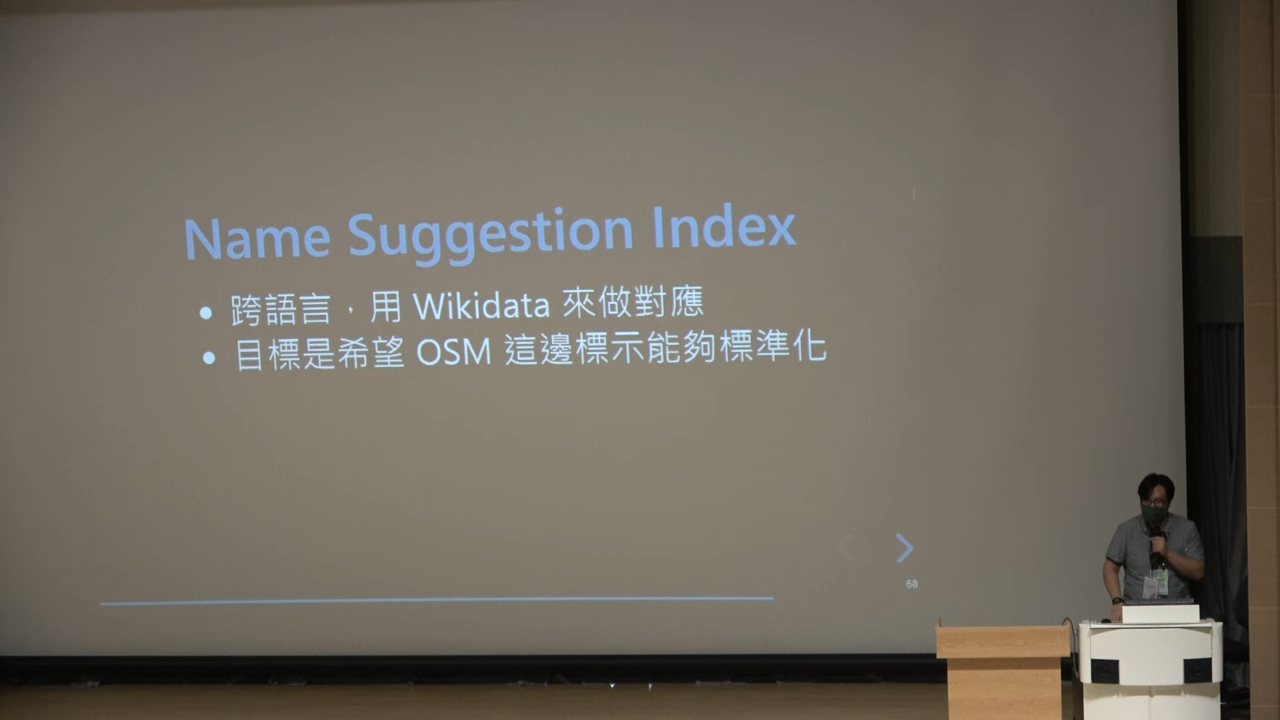 Name Suggestion Index
• 跨語言，用 Wikidata 來做對應
• 目標是希望 OSM 這邊標示能夠標準化
68